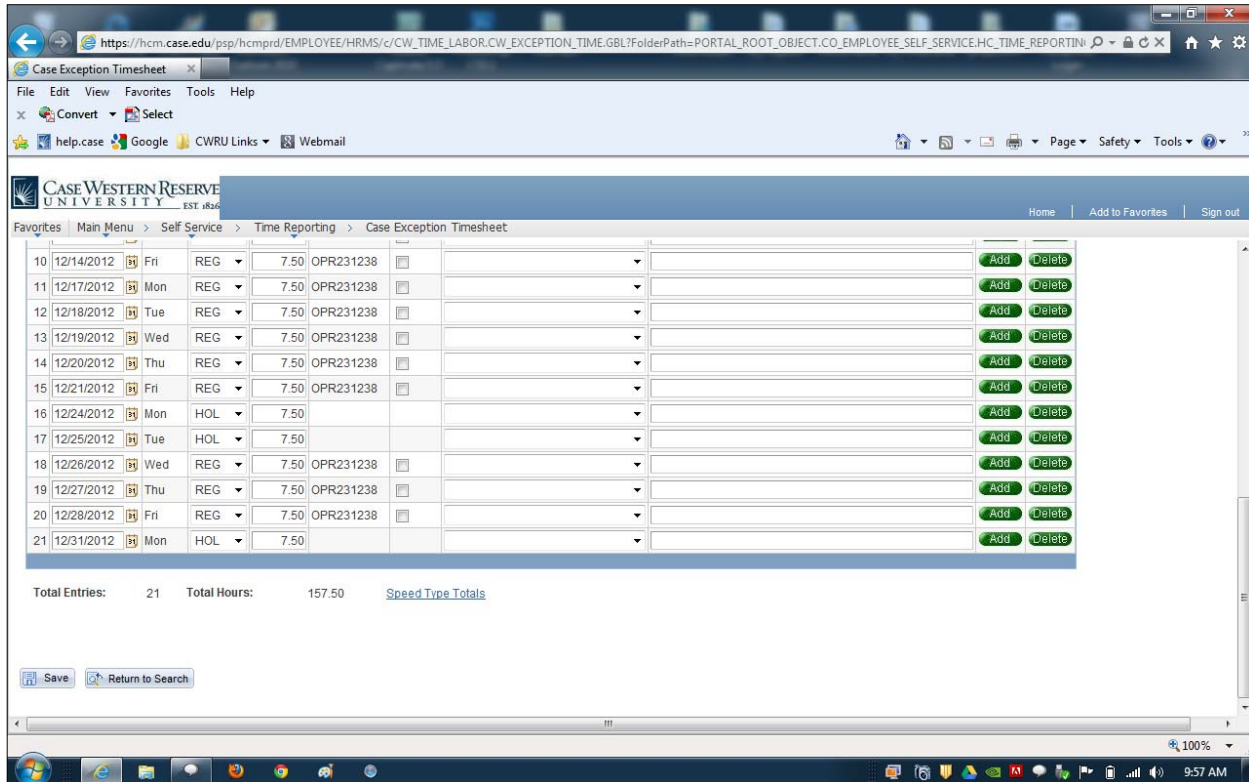 https://hcm.case.edu/psp/hcmprd/EMPLOYEE/HRMS/c/CW_TIME_LABOR.CW_EXCEPTION_TIME.GBL?FolderPath=PORTAL_ROOT_OBJECT.CO_EMPLOYEE_SELF_SERVICE.HC_TIME_REPORTIN
Case Exception Timesheet
File Edit View Favorites Tools Help
Convert Select
help.case Google CWRU Links Webmail Page Safety Tools
CASE WESTERN RESERVE
UNIVERSITY EST. 1826
Home | Add to Favorites | Sign out
Favorites | Main Menu > Self Service > Time Reporting > Case Exception Timesheet
10 12/14/2012 Fri REG 7.50 OPR231238 Add Delete
11 12/17/2012 Mon REG 7.50 OPR231238 Add Delete
12 12/18/2012 Tue REG 7.50 OPR231238 Add Delete
13 12/19/2012 Wed REG 7.50 OPR231238 Add Delete
14 12/20/2012 Thu REG 7.50 OPR231238 Add Delete
15 12/21/2012 Fri REG 7.50 OPR231238 Add Delete
16 12/24/2012 Mon HOL 7.50 Add Delete
17 12/25/2012 Tue HOL 7.50 Add Delete
18 12/26/2012 Wed REG 7.50 OPR231238 Add Delete
19 12/27/2012 Thu REG 7.50 OPR231238 Add Delete
20 12/28/2012 Fri REG 7.50 OPR231238 Add Delete
21 12/31/2012 Mon HOL 7.50 Add Delete
Total Entries: 21 Total Hours: 157.50 Speed Type Totals
Save Return to Search
100%
9:57 AM